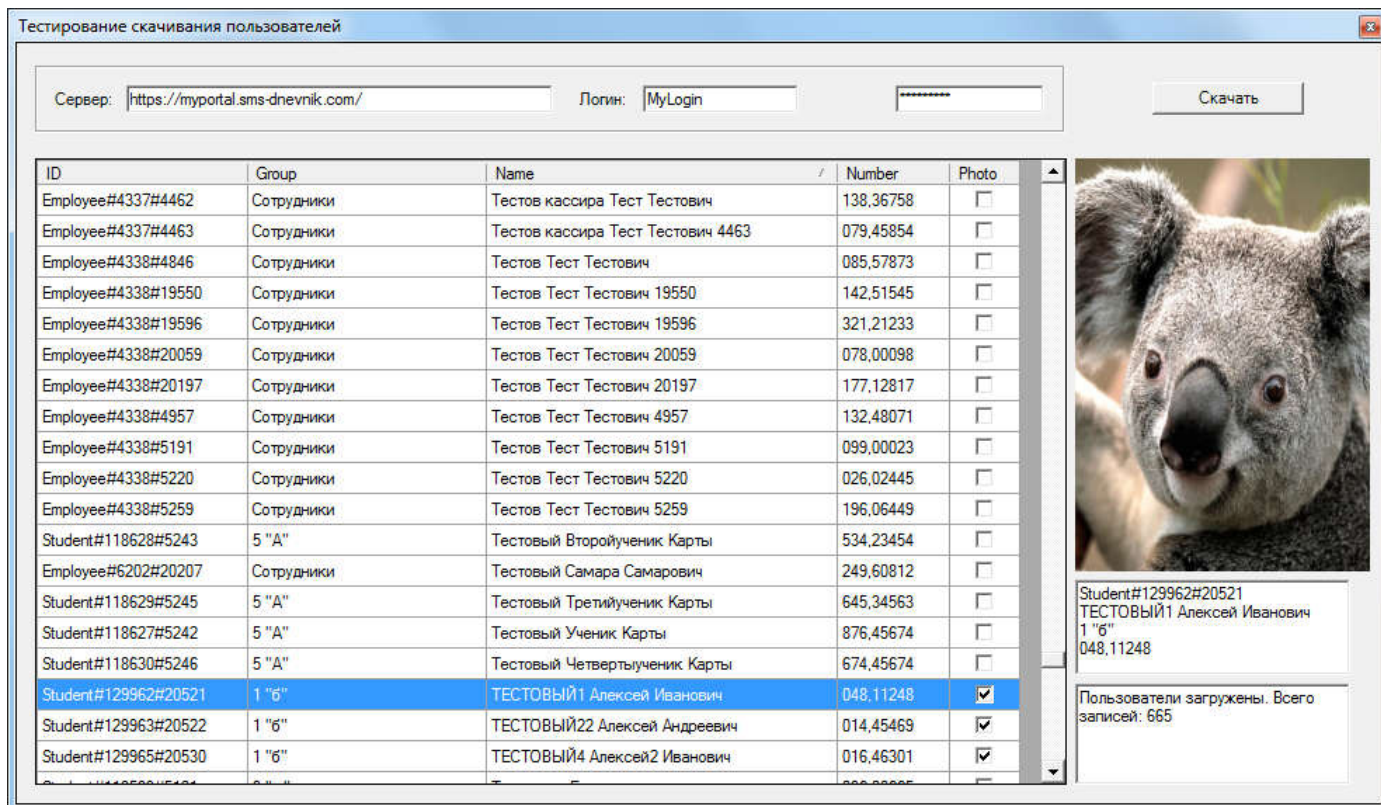 Тестирование скачивания пользователей
Сервер: https://myportal.sms-dnevnik.com/ Логин: MyLogin ********* Скачать
ID Group Name Number Photo
Employee#4337#4462 Сотрудники Тестов кассира Тест Тестович 138,36758
Employee#4337#4463 Сотрудники Тестов кассира Тест Тестович 4463 079,45854
Employee#4338#4846 Сотрудники Тестов Тест Тестович 085,57873
Employee#4338#19550 Сотрудники Тестов Тест Тестович 19550 142,51545
Employee#4338#19596 Сотрудники Тестов Тест Тестович 19596 321,21233
Employee#4338#20059 Сотрудники Тестов Тест Тестович 20059 078,00098
Employee#4338#20197 Сотрудники Тестов Тест Тестович 20197 177,12817
Employee#4338#4957 Сотрудники Тестов Тест Тестович 4957 132,48071
Employee#4338#5191 Сотрудники Тестов Тест Тестович 5191 099,00023
Employee#4338#5220 Сотрудники Тестов Тест Тестович 5220 026,02445
Employee#4338#5259 Сотрудники Тестов Тест Тестович 5259 196,06449
Student#118628#5243 5 "А" Тестовый Второйученик Карты 534,23454
Employee#6202#20207 Сотрудники Тестовый Самара Самарович 249,60812
Student#118629#5245 5 "А" Тестовый Третийученик Карты 645,34563
Student#118627#5242 5 "А" Тестовый Ученик Карты 876,45674
Student#118630#5246 5 "А" Тестовый Четвертыученик Карты 674,45674
Student#129962#20521 1 "б" ТЕСТОВЫЙ1 Алексей Иванович 048,11248
Student#129963#20522 1 "б" ТЕСТОВЫЙ22 Алексей Андреевич 014,45469
Student#129965#20530 1 "б" ТЕСТОВЫЙ4 Алексей2 Иванович 016,46301
Student#129962#20521
ТЕСТОВЫЙ1 Алексей Иванович
1 "б"
048,11248
Пользователи загружены. Всего
записей: 665